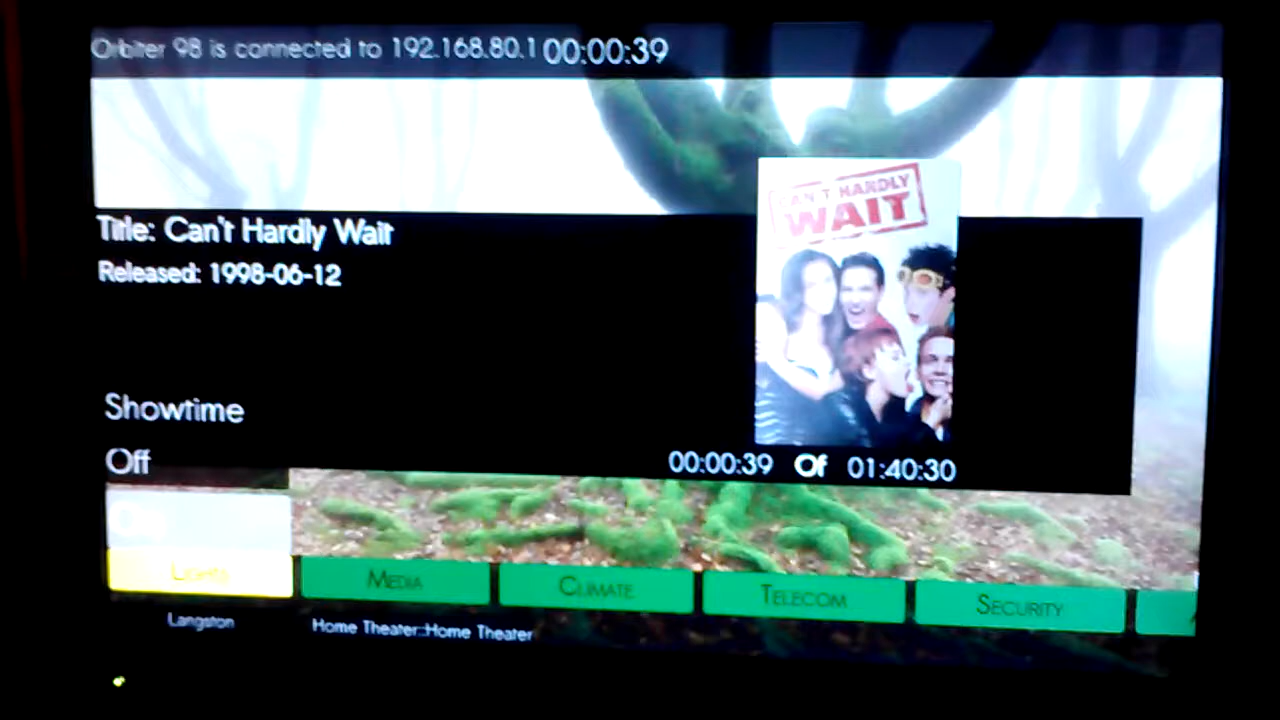 Orbiter 98 is connected to 192.168.80.1 00:00:39
CAN'T HARDLY
WAIT
Title: Can't Hardly Wait
Released: 1998-06-12
Showtime
Off
00:00:39 Of 01:40:30
On
LIGHTS MEDIA CLIMATE TELECOM SECURITY
Langston Home Theater::Home Theater